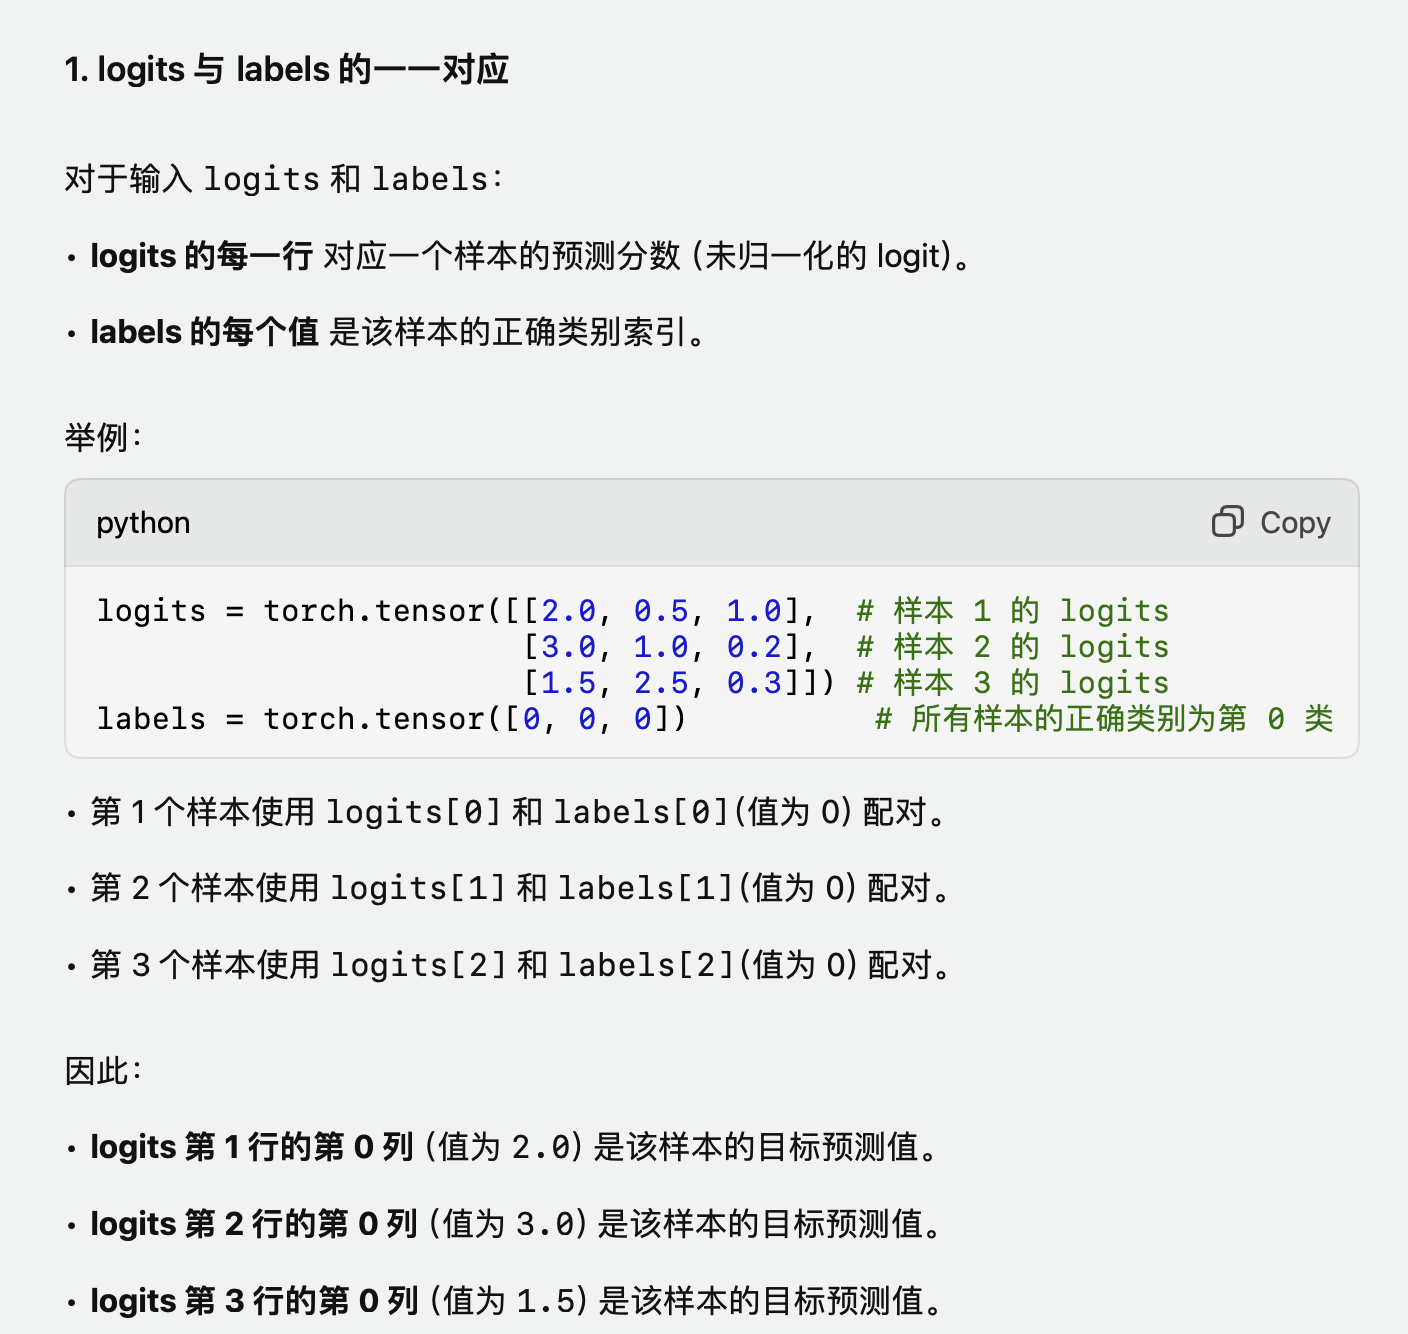 1. logits 与 labels 的一一对应
对于输入 logits 和 labels：
• logits 的每一行 对应一个样本的预测分数（未归一化的 logit）。
• labels 的每个值 是该样本的正确类别索引。
举例：
python Copy
logits = torch.tensor([[2.0, 0.5, 1.0],  # 样本 1 的 logits
                       [3.0, 1.0, 0.2],  # 样本 2 的 logits
                       [1.5, 2.5, 0.3]]) # 样本 3 的 logits
labels = torch.tensor([0, 0, 0])          # 所有样本的正确类别为第 0 类
• 第 1 个样本使用 logits[0] 和 labels[0]（值为 0）配对。
• 第 2 个样本使用 logits[1] 和 labels[1]（值为 0）配对。
• 第 3 个样本使用 logits[2] 和 labels[2]（值为 0）配对。
因此：
• logits 第 1 行的第 0 列（值为 2.0）是该样本的目标预测值。
• logits 第 2 行的第 0 列（值为 3.0）是该样本的目标预测值。
• logits 第 3 行的第 0 列（值为 1.5）是该样本的目标预测值。